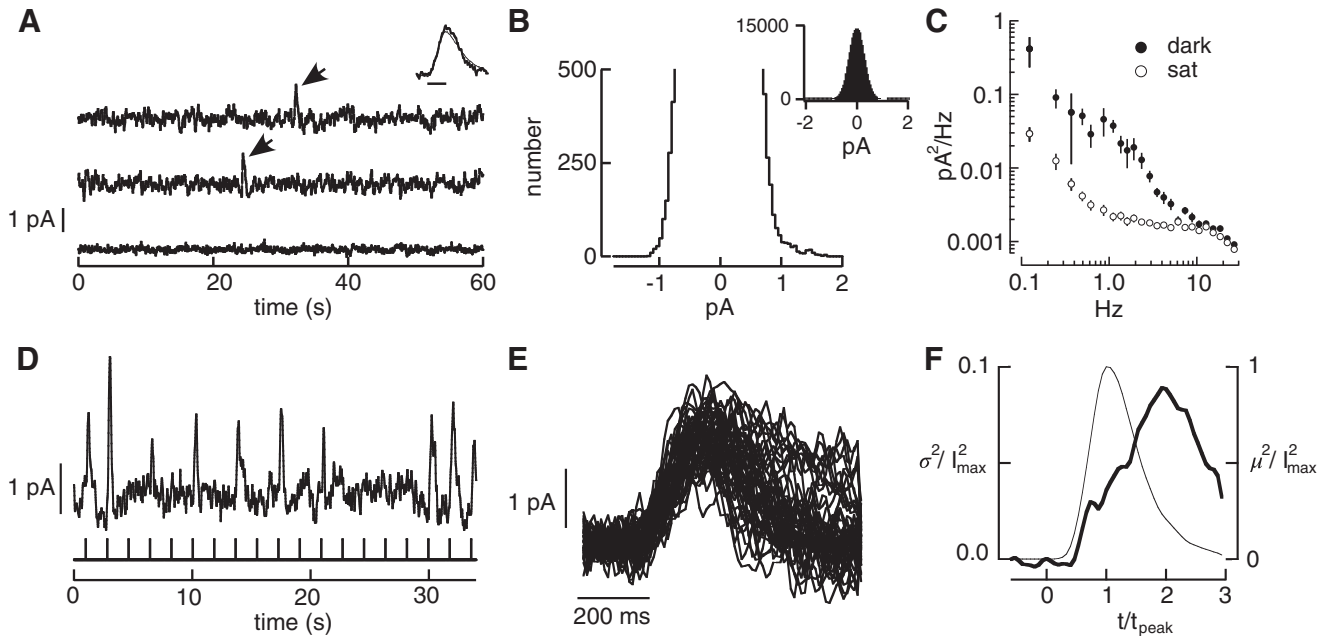 A
1 pA
0 20 40 60
time (s)
B
500
250
0
number
-1 0 1 2
pA
15000
0
-2 0 2
pA
C
1
0.1
0.01
0.001
pA²/Hz
dark
sat
0.1 1.0 10
Hz
D
1 pA
0 10 20 30
time (s)
E
1 pA
200 ms
F
0.1
0.0
σ²/ I²max
1
0
μ²/ I²max
0 1 2 3
t/tpeak